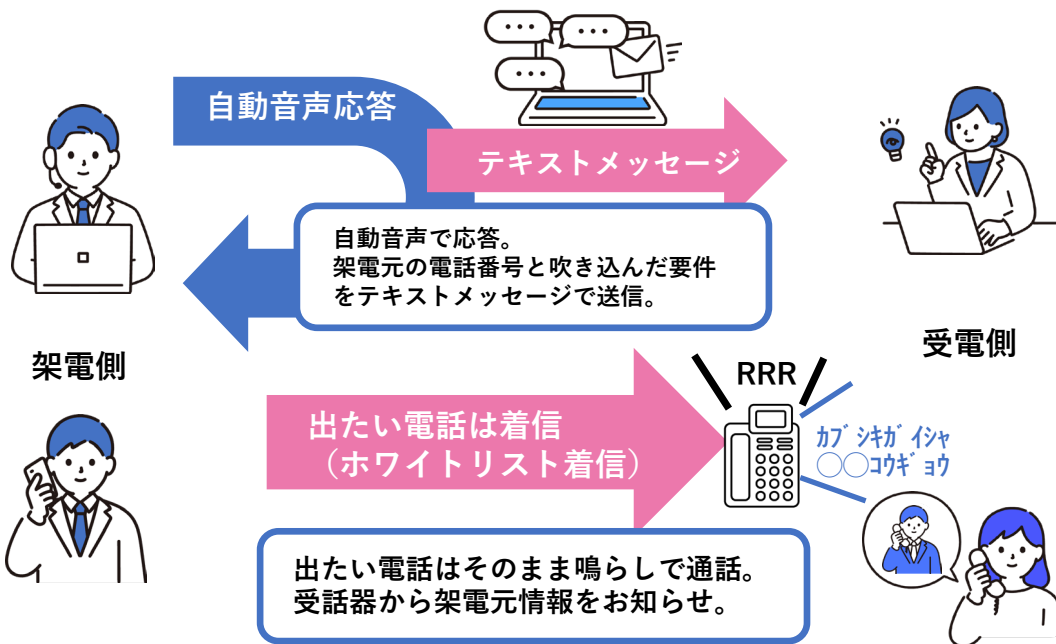 自動音声応答
テキストメッセージ
自動音声で応答。
架電元の電話番号と吹き込んだ要件
をテキストメッセージで送信。
架電側
受電側
RRR
出たい電話は着信
（ホワイトリスト着信）
ｶﾌﾞｼｷｶﾞｲｼｬ
◯◯ｺｳｷﾞｮｳ
出たい電話はそのまま鳴らして通話。
受話器から架電元情報をお知らせ。